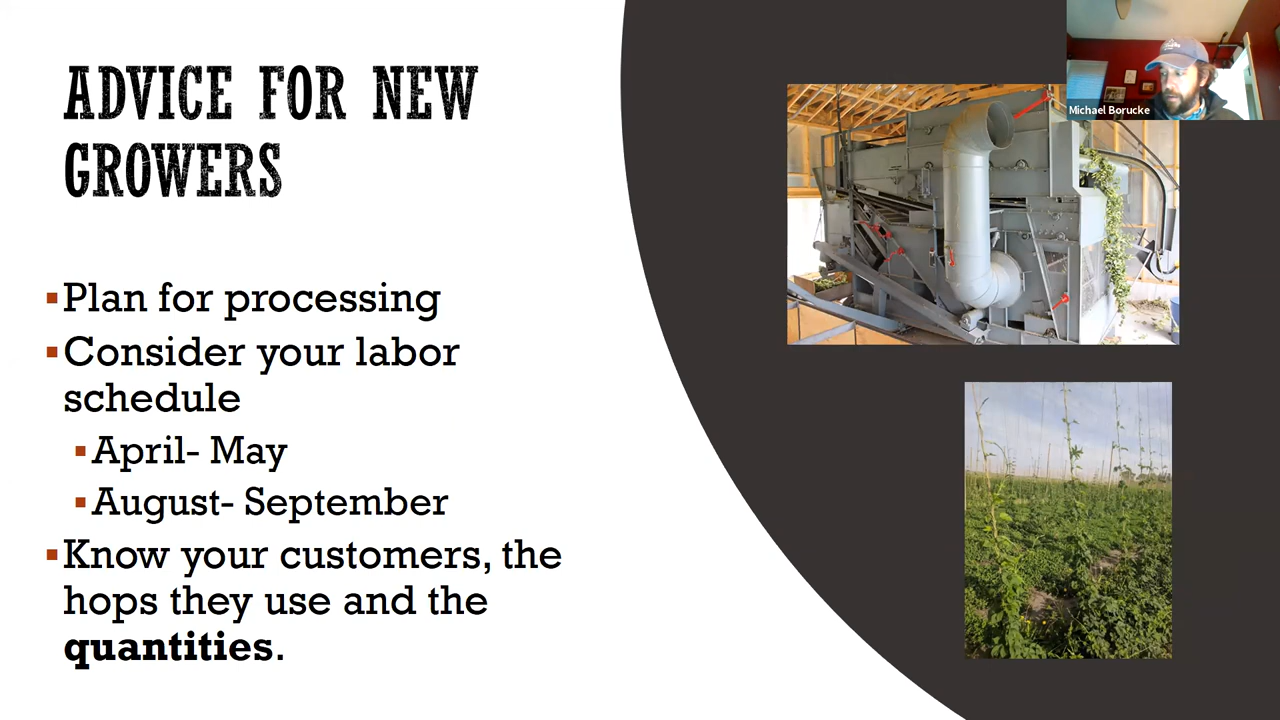 ADVICE FOR NEW
GROWERS
Plan for processing
Consider your labor
schedule
April- May
August- September
Know your customers, the
hops they use and the
quantities.
Michael Borucke